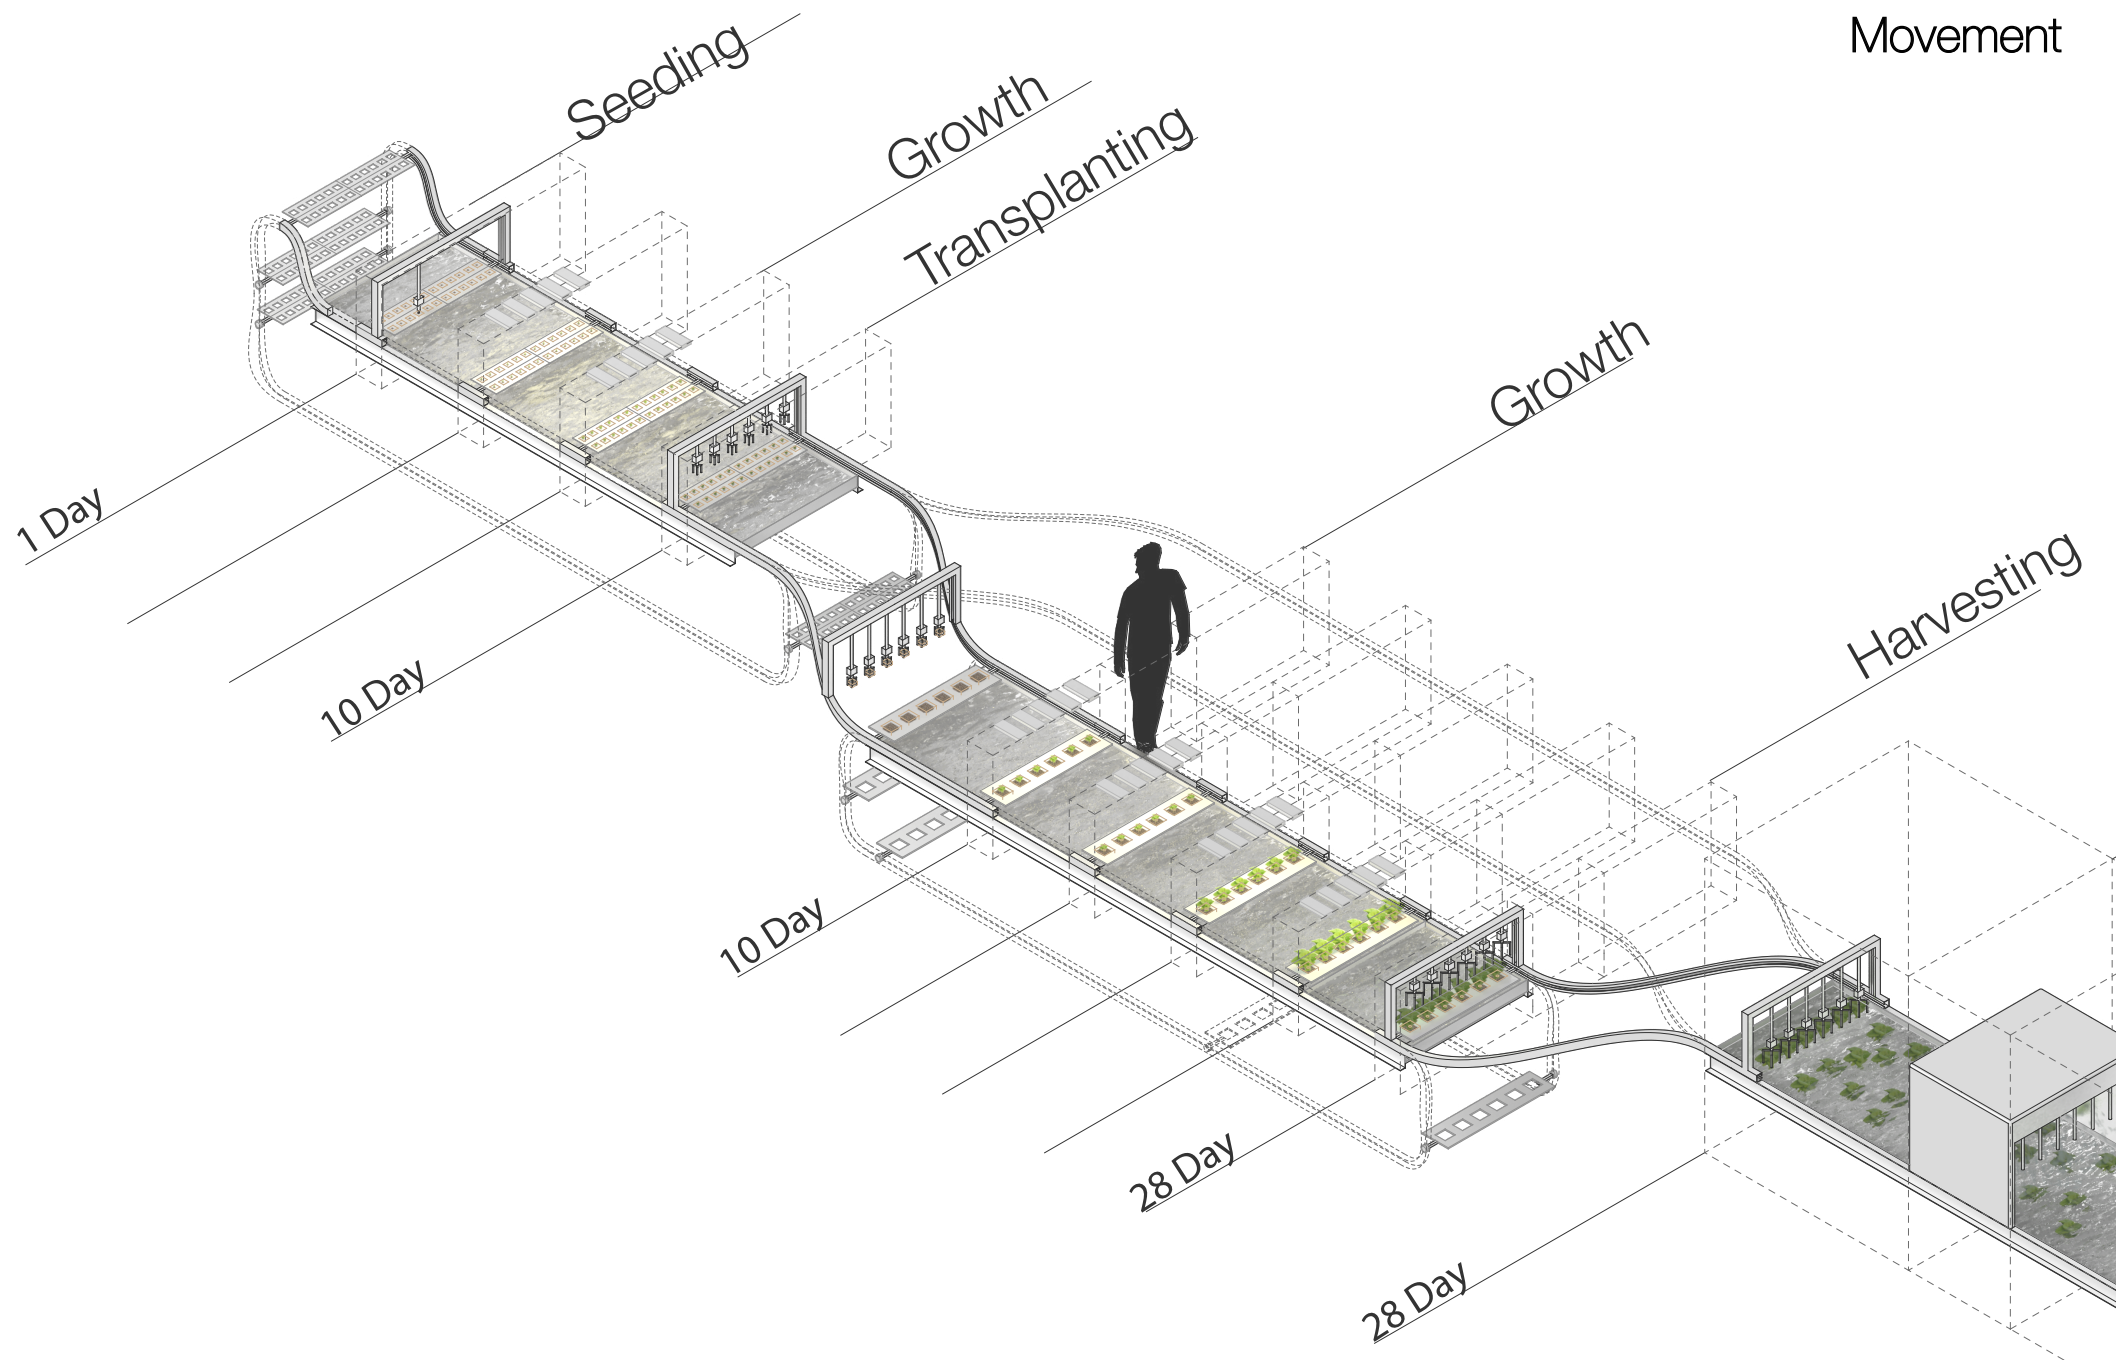 Movement
Seeding
Growth
Transplanting
Growth
Harvesting
1 Day
10 Day
10 Day
28 Day
28 Day